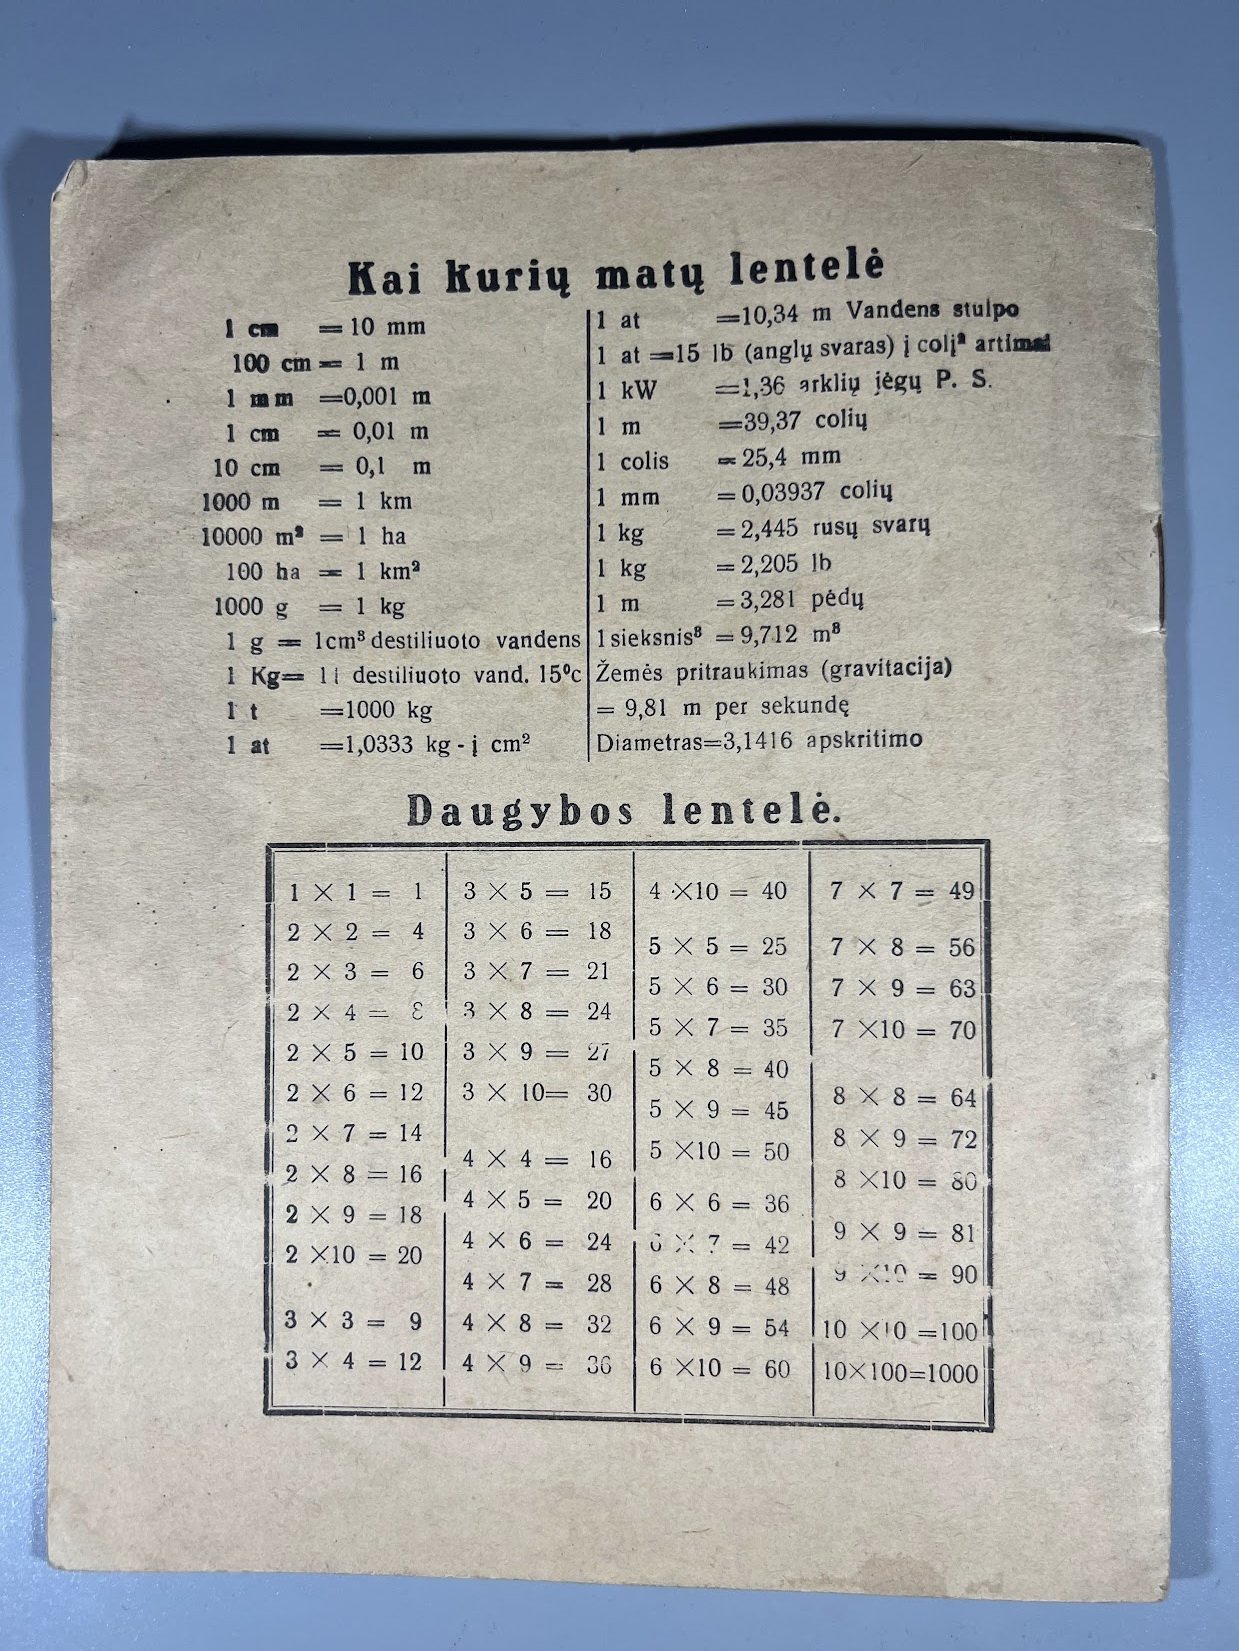 Kai kurių matų lentelė
1 cm = 10 mm
100 cm = 1 m
1 mm =0,001 m
1 cm = 0,01 m
10 cm = 0,1 m
1000 m = 1 km
10000 m² = 1 ha
100 ha = 1 km²
1000 g = 1 kg
1 g = 1cm³ destiliuoto vandens
1 Kg= 1 l destiliuoto vand. 15⁰c
1 t =1000 kg
1 at =1,0333 kg - į cm²
1 at =10,34 m Vandens stulpo
1 at =15 lb (anglų svaras) į colį² artimai
1 kW =1,36 arklių jėgų P. S.
1 m =39,37 colių
1 colis = 25,4 mm
1 mm = 0,03937 colių
1 kg = 2,445 rusų svarų
1 kg = 2,205 lb
1 m = 3,281 pėdų
1 sieksnis³ = 9,712 m³
Žemės pritraukimas (gravitacija)
= 9,81 m per sekundę
Diametras=3,1416 apskritimo
Daugybos lentelė.
1 × 1 = 1
2 × 2 = 4
2 × 3 = 6
2 × 4 = 8
2 × 5 = 10
2 × 6 = 12
2 × 7 = 14
2 × 8 = 16
2 × 9 = 18
2 ×10 = 20
3 × 3 = 9
3 × 4 = 12
3 × 5 = 15
3 × 6 = 18
3 × 7 = 21
3 × 8 = 24
3 × 9 = 27
3 × 10= 30
4 × 4 = 16
4 × 5 = 20
4 × 6 = 24
4 × 7 = 28
4 × 8 = 32
4 × 9 = 36
4 ×10 = 40
5 × 5 = 25
5 × 6 = 30
5 × 7 = 35
5 × 8 = 40
5 × 9 = 45
5 ×10 = 50
6 × 6 = 36
6 × 7 = 42
6 × 8 = 48
6 × 9 = 54
6 ×10 = 60
7 × 7 = 49
7 × 8 = 56
7 × 9 = 63
7 ×10 = 70
8 × 8 = 64
8 × 9 = 72
8 ×10 = 80
9 × 9 = 81
9 ×10 = 90
10 ×10 =100
10×100=1000